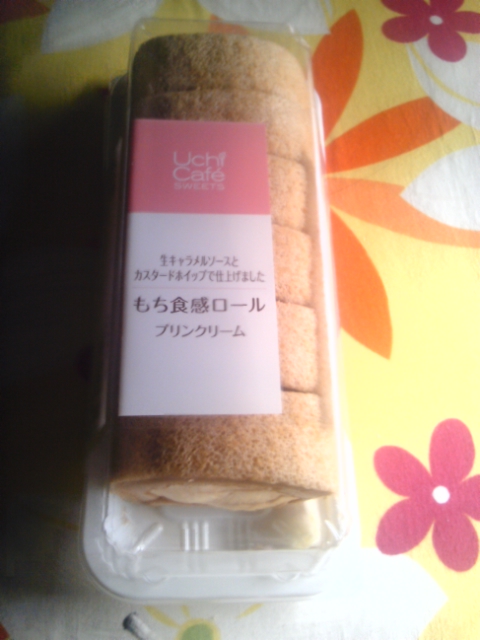 Uchi
Café
SWEETS
生キャラメルソースと
カスタードホイップで仕上げました
もち食感ロール
プリンクリーム